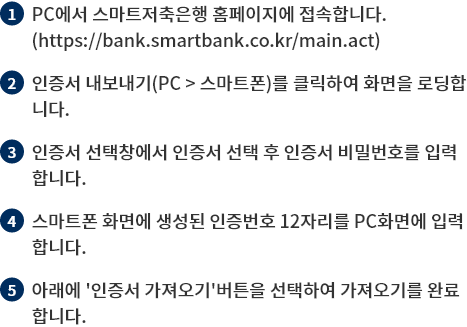 1 PC에서 스마트저축은행 홈페이지에 접속합니다.
(https://bank.smartbank.co.kr/main.act)
2 인증서 내보내기(PC > 스마트폰)를 클릭하여 화면을 로딩합
니다.
3 인증서 선택창에서 인증서 선택 후 인증서 비밀번호를 입력
합니다.
4 스마트폰 화면에 생성된 인증번호 12자리를 PC화면에 입력
합니다.
5 아래에 '인증서 가져오기'버튼을 선택하여 가져오기를 완료
합니다.